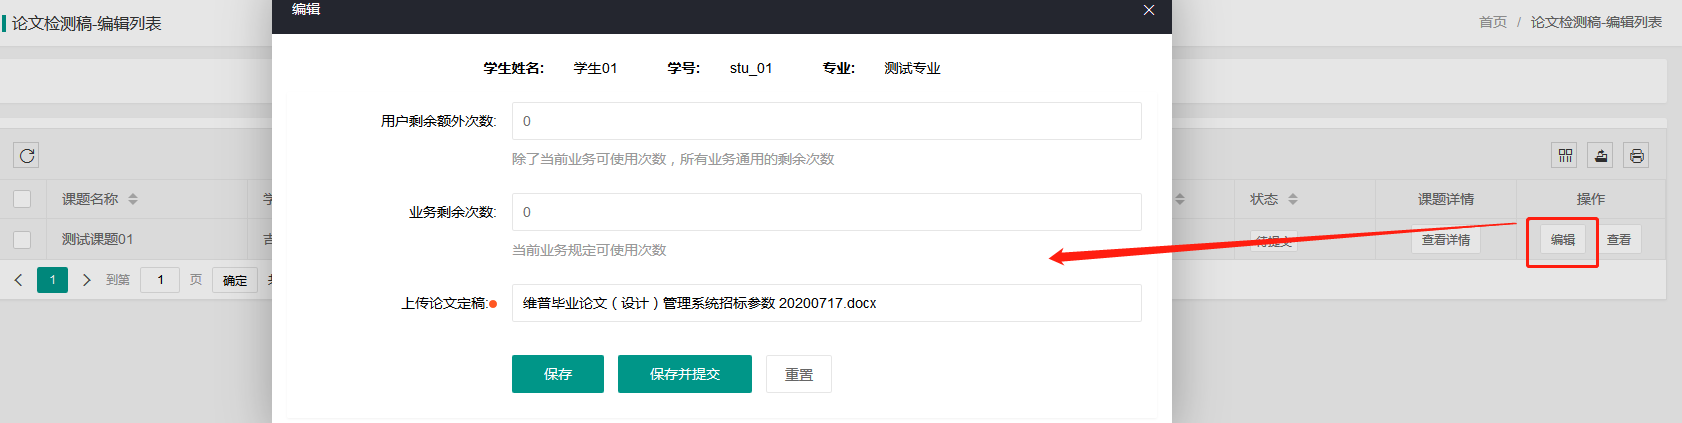 论文检测稿-编辑列表
首页 / 论文检测稿-编辑列表
编辑
学生姓名: 学生01 学号: stu_01 专业: 测试专业
用户剩余额外次数: 0
除了当前业务可使用次数，所有业务通用的剩余次数
业务剩余次数: 0
当前业务规定可使用次数
上传论文定稿: 维普毕业论文（设计）管理系统招标参数 20200717.docx
保存 保存并提交 重置
课题名称 状态 课题详情 操作
测试课题01 待提交 查看详情 编辑 查看
1 到第 1 页 确定